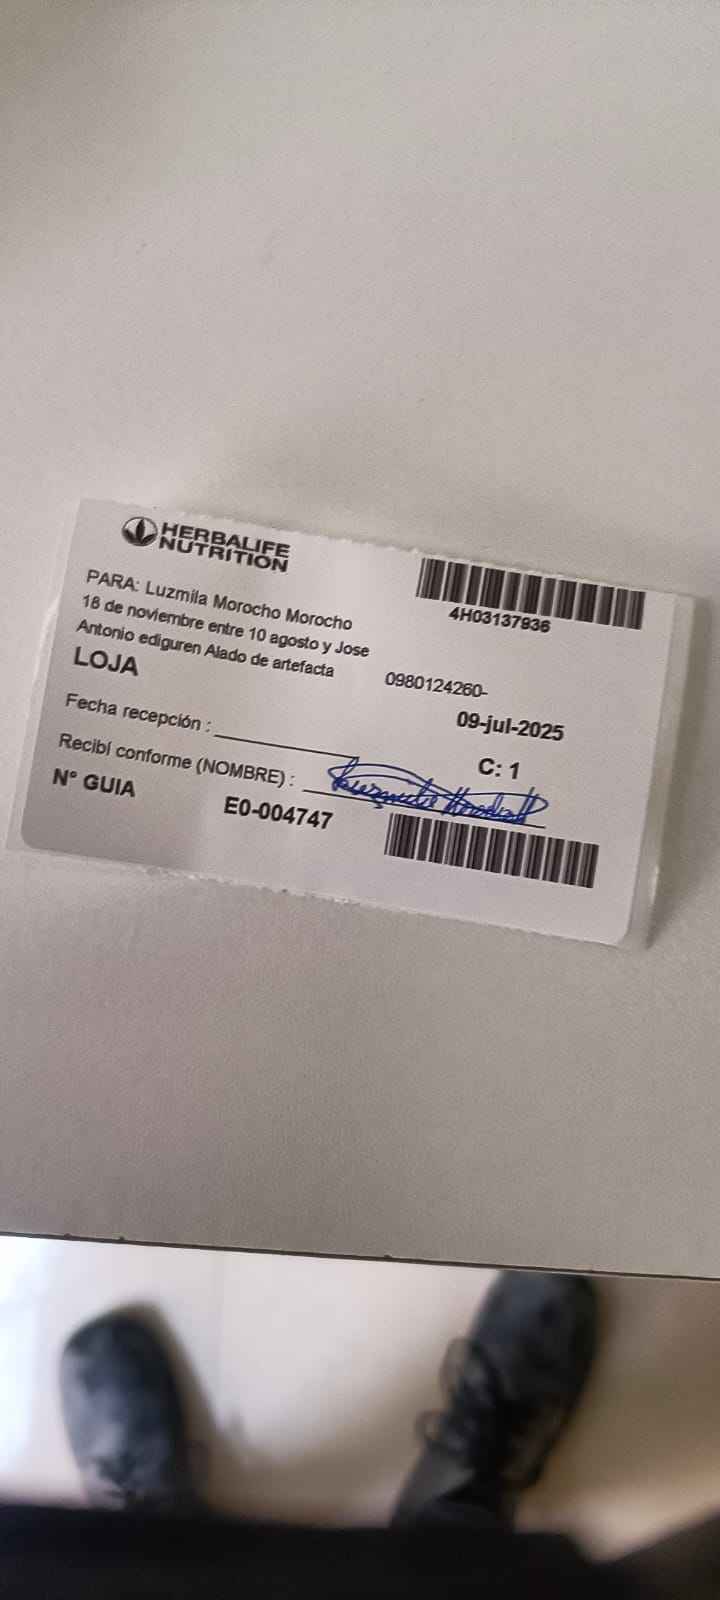 HERBALIFE
NUTRITION
4H03137936
PARA: Luzmila Morocho Morocho
18 de noviembre entre 10 agosto y Jose
Antonio ediguren Alado de artefacta
0980124260-
LOJA
09-jul-2025
Fecha recepción :
C: 1
Recibí conforme (NOMBRE) :
N° GUIA
E0-004747